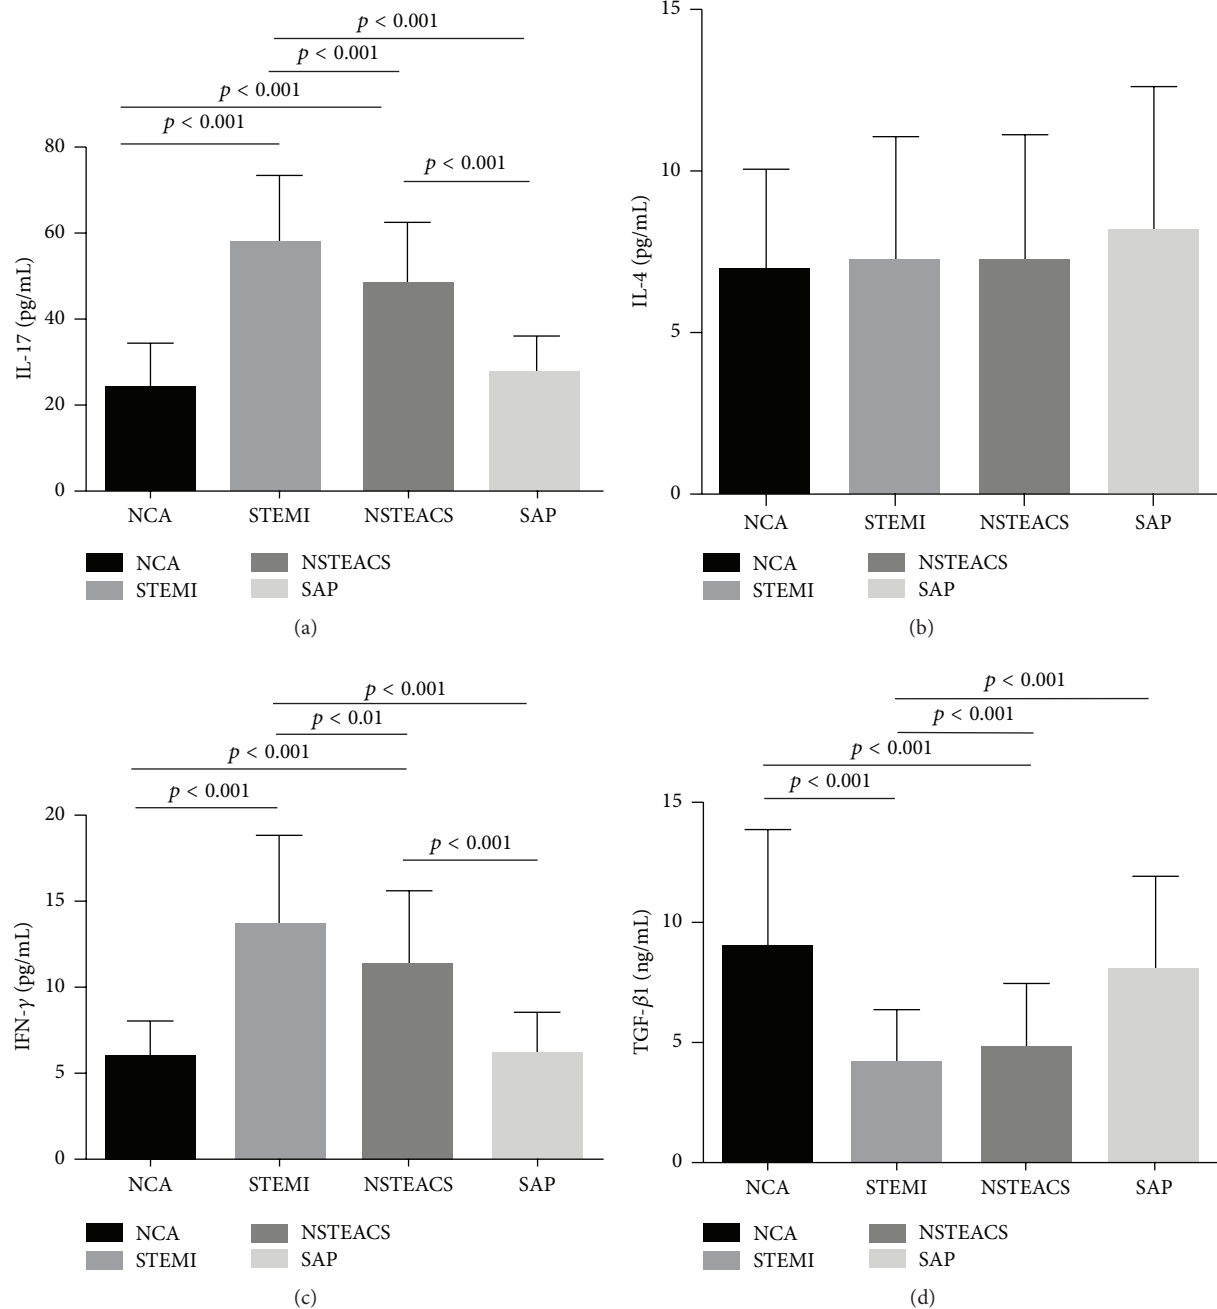 p < 0.001
p < 0.001
p < 0.001
p < 0.001
p < 0.001
80
60
40
20
0
IL-17 (pg/mL)
NCA STEMI NSTEACS SAP
NCA NSTEACS
STEMI SAP
(a)
15
10
5
0
IL-4 (pg/mL)
NCA STEMI NSTEACS SAP
NCA NSTEACS
STEMI SAP
(b)
p < 0.001
p < 0.01
p < 0.001
p < 0.001
p < 0.001
20
15
10
5
0
IFN-γ (pg/mL)
NCA STEMI NSTEACS SAP
NCA NSTEACS
STEMI SAP
(c)
p < 0.001
p < 0.001
p < 0.001
p < 0.001
15
10
5
0
TGF-β1 (ng/mL)
NCA STEMI NSTEACS SAP
NCA NSTEACS
STEMI SAP
(d)